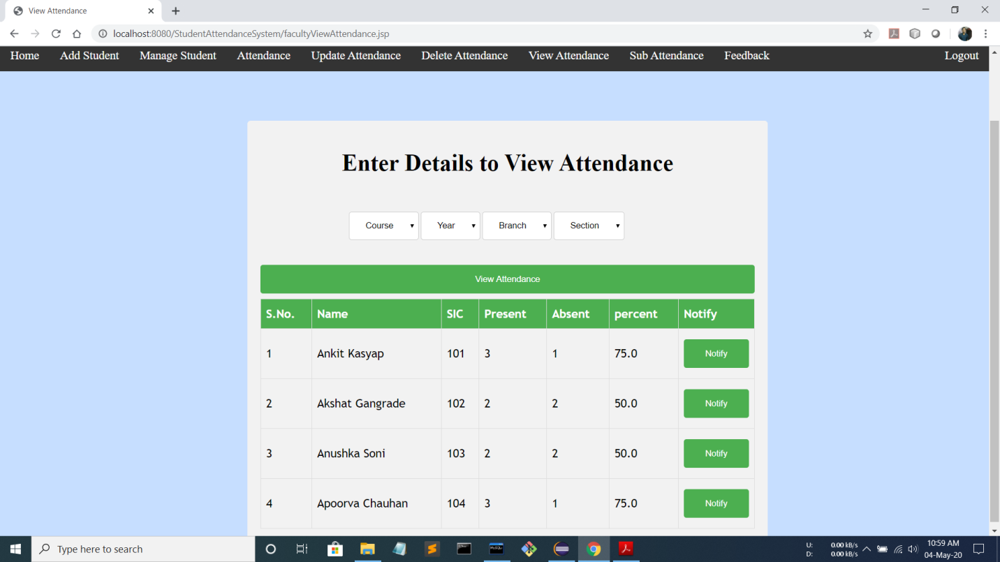 View Attendance
localhost:8080/StudentAttendanceSystem/facultyViewAttendance.jsp
Home Add Student Manage Student Attendance Update Attendance Delete Attendance View Attendance Sub Attendance Feedback Logout
Enter Details to View Attendance
Course Year Branch Section
View Attendance
S.No. Name SIC Present Absent percent Notify
1 Ankit Kasyap 101 3 1 75.0 Notify
2 Akshat Gangrade 102 2 2 50.0 Notify
3 Anushka Soni 103 2 2 50.0 Notify
4 Apoorva Chauhan 104 3 1 75.0 Notify
Type here to search
U: 0.00 kB/s
D: 0.00 kB/s
10:59 AM
04-May-20